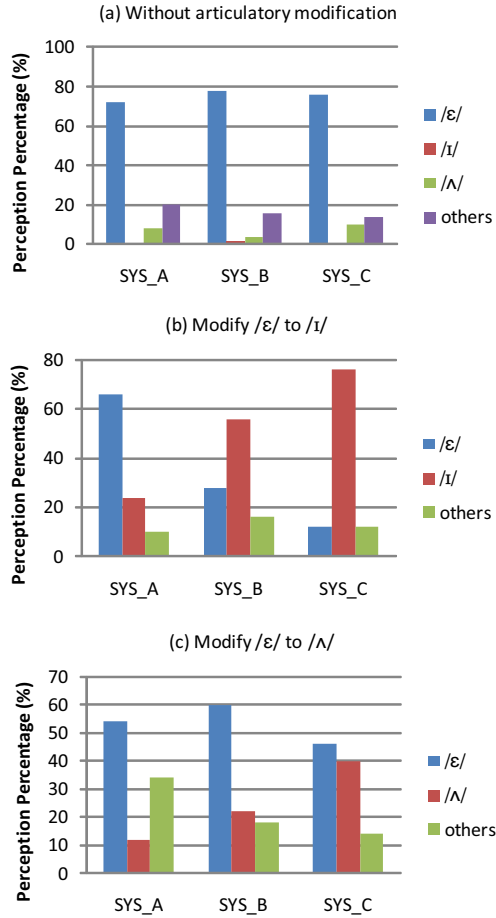 (a) Without articulatory modification
Perception Percentage (%)
100
80
60
40
20
0
SYS_A SYS_B SYS_C
/ɛ/
/ɪ/
/ʌ/
others
(b) Modify /ɛ/ to /ɪ/
Perception Percentage (%)
80
60
40
20
0
SYS_A SYS_B SYS_C
/ɛ/
/ɪ/
others
(c) Modify /ɛ/ to /ʌ/
Perception Percentage (%)
70
60
50
40
30
20
10
0
SYS_A SYS_B SYS_C
/ɛ/
/ʌ/
others